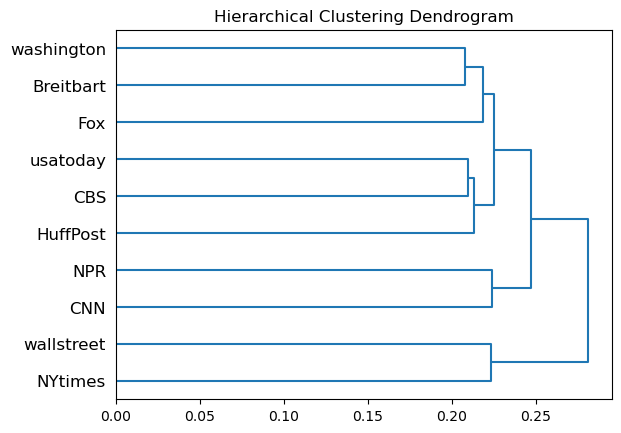 Hierarchical Clustering Dendrogram
washington
Breitbart
Fox
usatoday
CBS
HuffPost
NPR
CNN
wallstreet
NYtimes
0.00 0.05 0.10 0.15 0.20 0.25